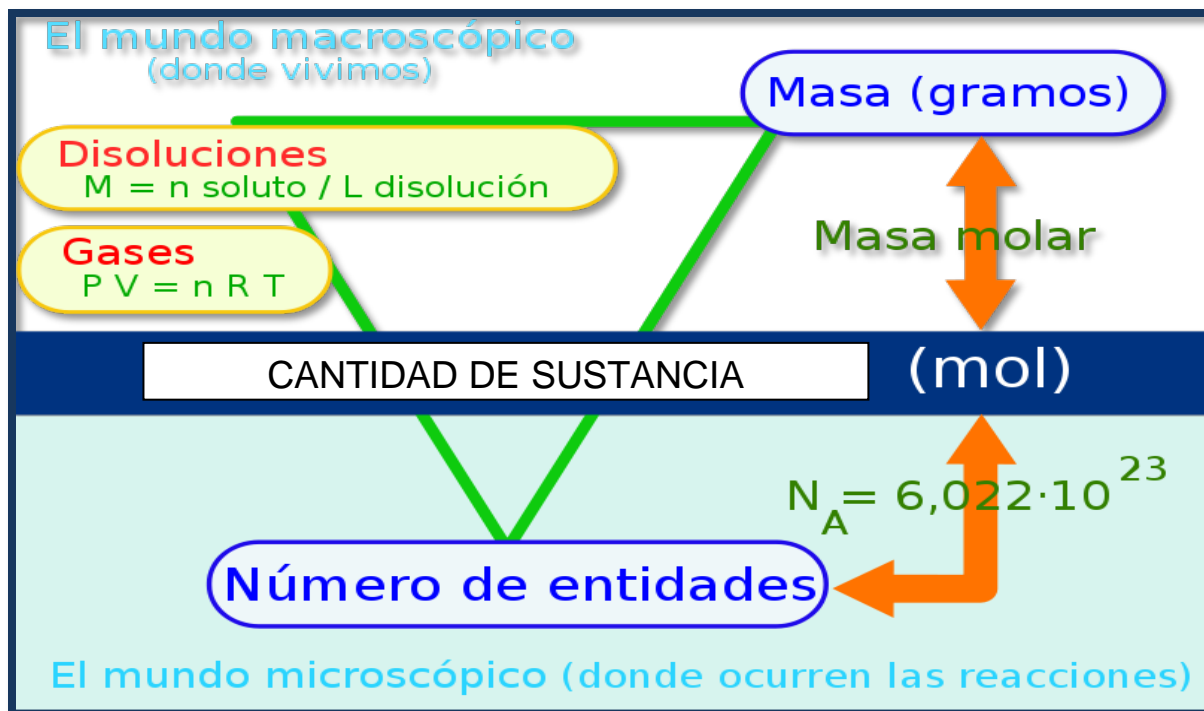 El mundo macroscópico
(donde vivimos)
Masa (gramos)
Disoluciones
M = n soluto / L disolución
Gases
P V = n R T
Masa molar
CANTIDAD DE SUSTANCIA
(mol)
N_A = 6,022·10^23
Número de entidades
El mundo microscópico (donde ocurren las reacciones)